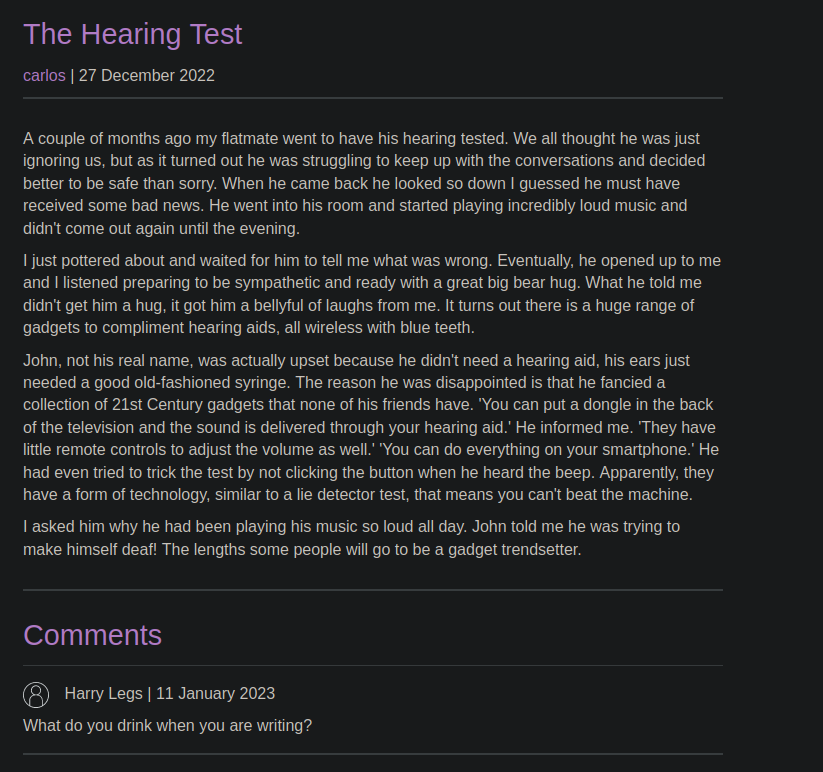 The Hearing Test
carlos | 27 December 2022
A couple of months ago my flatmate went to have his hearing tested. We all thought he was just
ignoring us, but as it turned out he was struggling to keep up with the conversations and decided
better to be safe than sorry. When he came back he looked so down I guessed he must have
received some bad news. He went into his room and started playing incredibly loud music and
didn't come out again until the evening.
I just pottered about and waited for him to tell me what was wrong. Eventually, he opened up to me
and I listened preparing to be sympathetic and ready with a great big bear hug. What he told me
didn't get him a hug, it got him a bellyful of laughs from me. It turns out there is a huge range of
gadgets to compliment hearing aids, all wireless with blue teeth.
John, not his real name, was actually upset because he didn't need a hearing aid, his ears just
needed a good old-fashioned syringe. The reason he was disappointed is that he fancied a
collection of 21st Century gadgets that none of his friends have. 'You can put a dongle in the back
of the television and the sound is delivered through your hearing aid.' He informed me. 'They have
little remote controls to adjust the volume as well.' 'You can do everything on your smartphone.' He
had even tried to trick the test by not clicking the button when he heard the beep. Apparently, they
have a form of technology, similar to a lie detector test, that means you can't beat the machine.
I asked him why he had been playing his music so loud all day. John told me he was trying to
make himself deaf! The lengths some people will go to be a gadget trendsetter.
Comments
Harry Legs | 11 January 2023
What do you drink when you are writing?